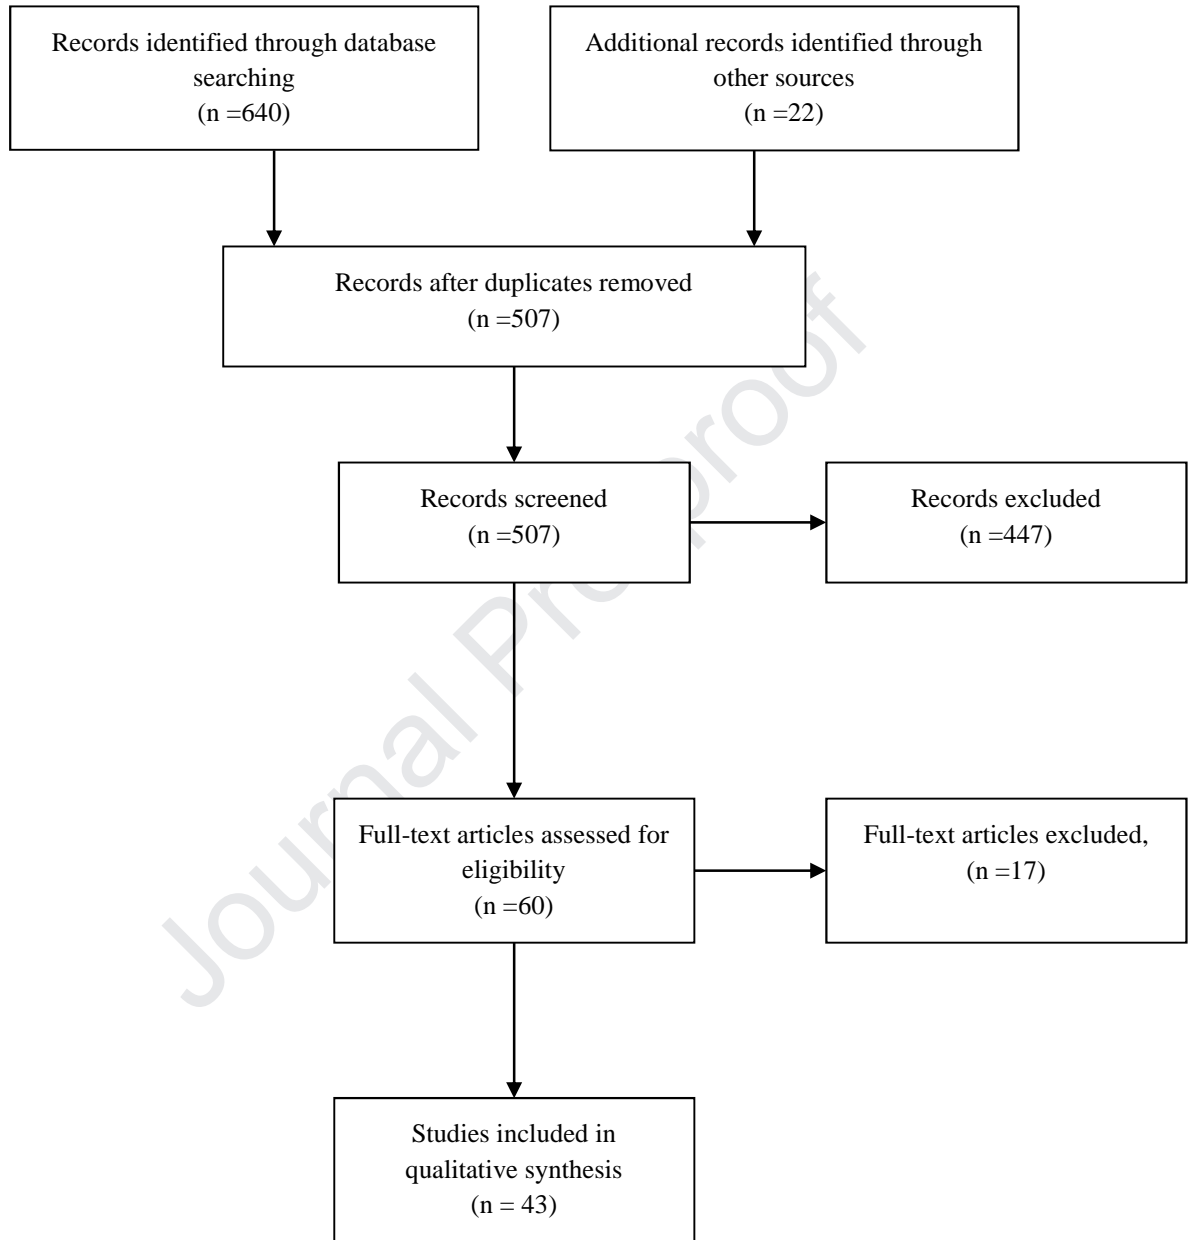 Records identified through database
searching
(n =640)
Additional records identified through
other sources
(n =22)
Records after duplicates removed
(n =507)
Records screened
(n =507)
Records excluded
(n =447)
Full-text articles assessed for
eligibility
(n =60)
Full-text articles excluded,
(n =17)
Studies included in
qualitative synthesis
(n = 43)
Journal Pre-proof